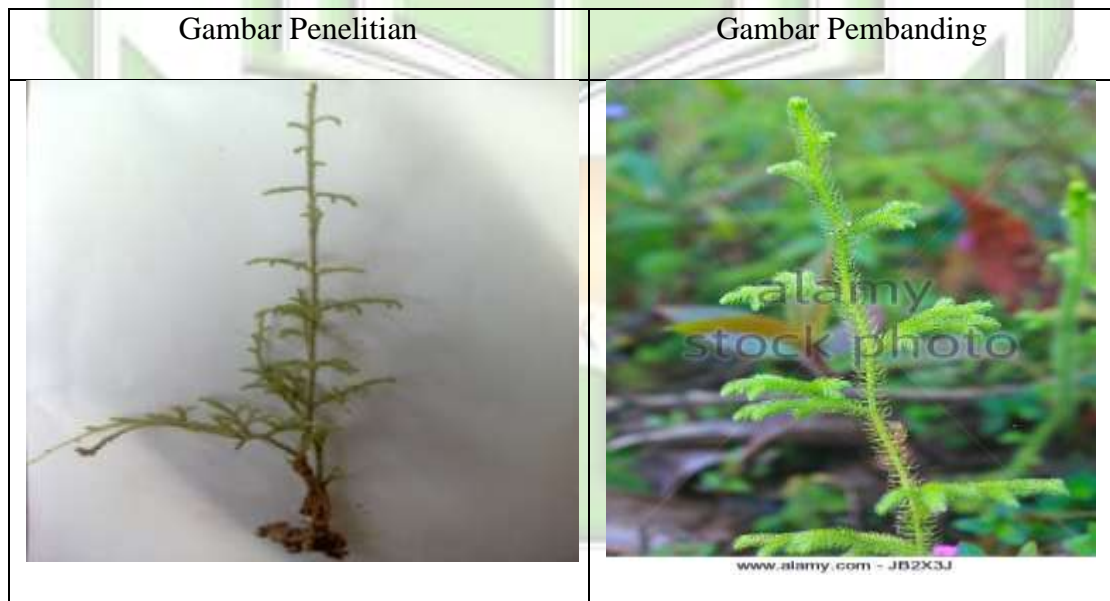 Gambar Penelitian
Gambar Pembanding
alamy
stock photo
www.alamy.com - JB2X3J